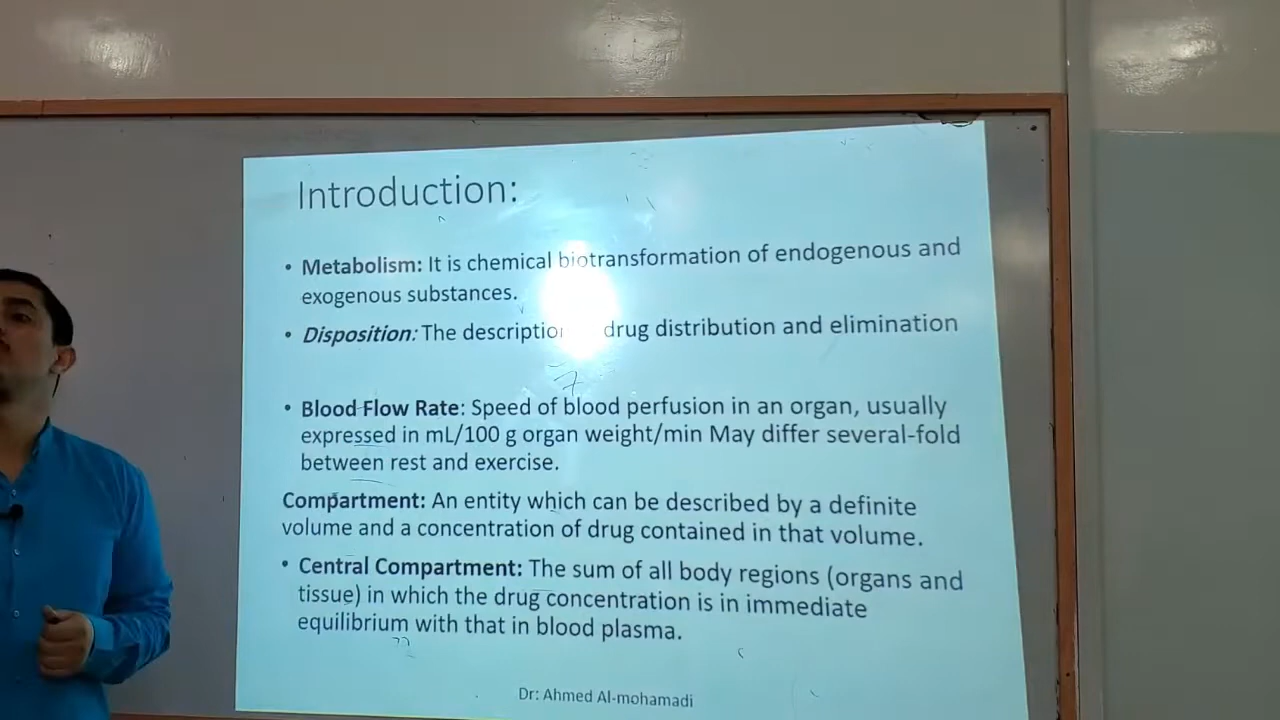 Introduction:
• Metabolism: It is chemical biotransformation of endogenous and
exogenous substances.
• Disposition: The description drug distribution and elimination
• Blood Flow Rate: Speed of blood perfusion in an organ, usually
expressed in mL/100 g organ weight/min May differ several-fold
between rest and exercise.
Compartment: An entity which can be described by a definite
volume and a concentration of drug contained in that volume.
• Central Compartment: The sum of all body regions (organs and
tissue) in which the drug concentration is in immediate
equilibrium with that in blood plasma.
Dr: Ahmed Al-mohamadi